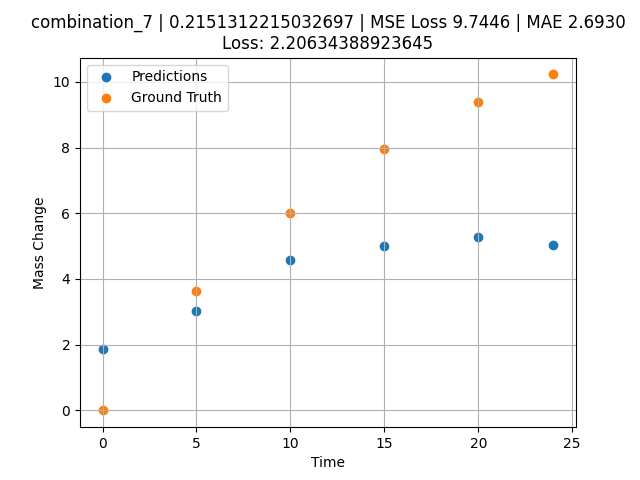 combination_7 | 0.2151312215032697 | MSE Loss 9.7446 | MAE 2.6930
Loss: 2.20634388923645
Predictions
Ground Truth
10
8
6
4
2
0
Mass Change
0 5 10 15 20 25
Time